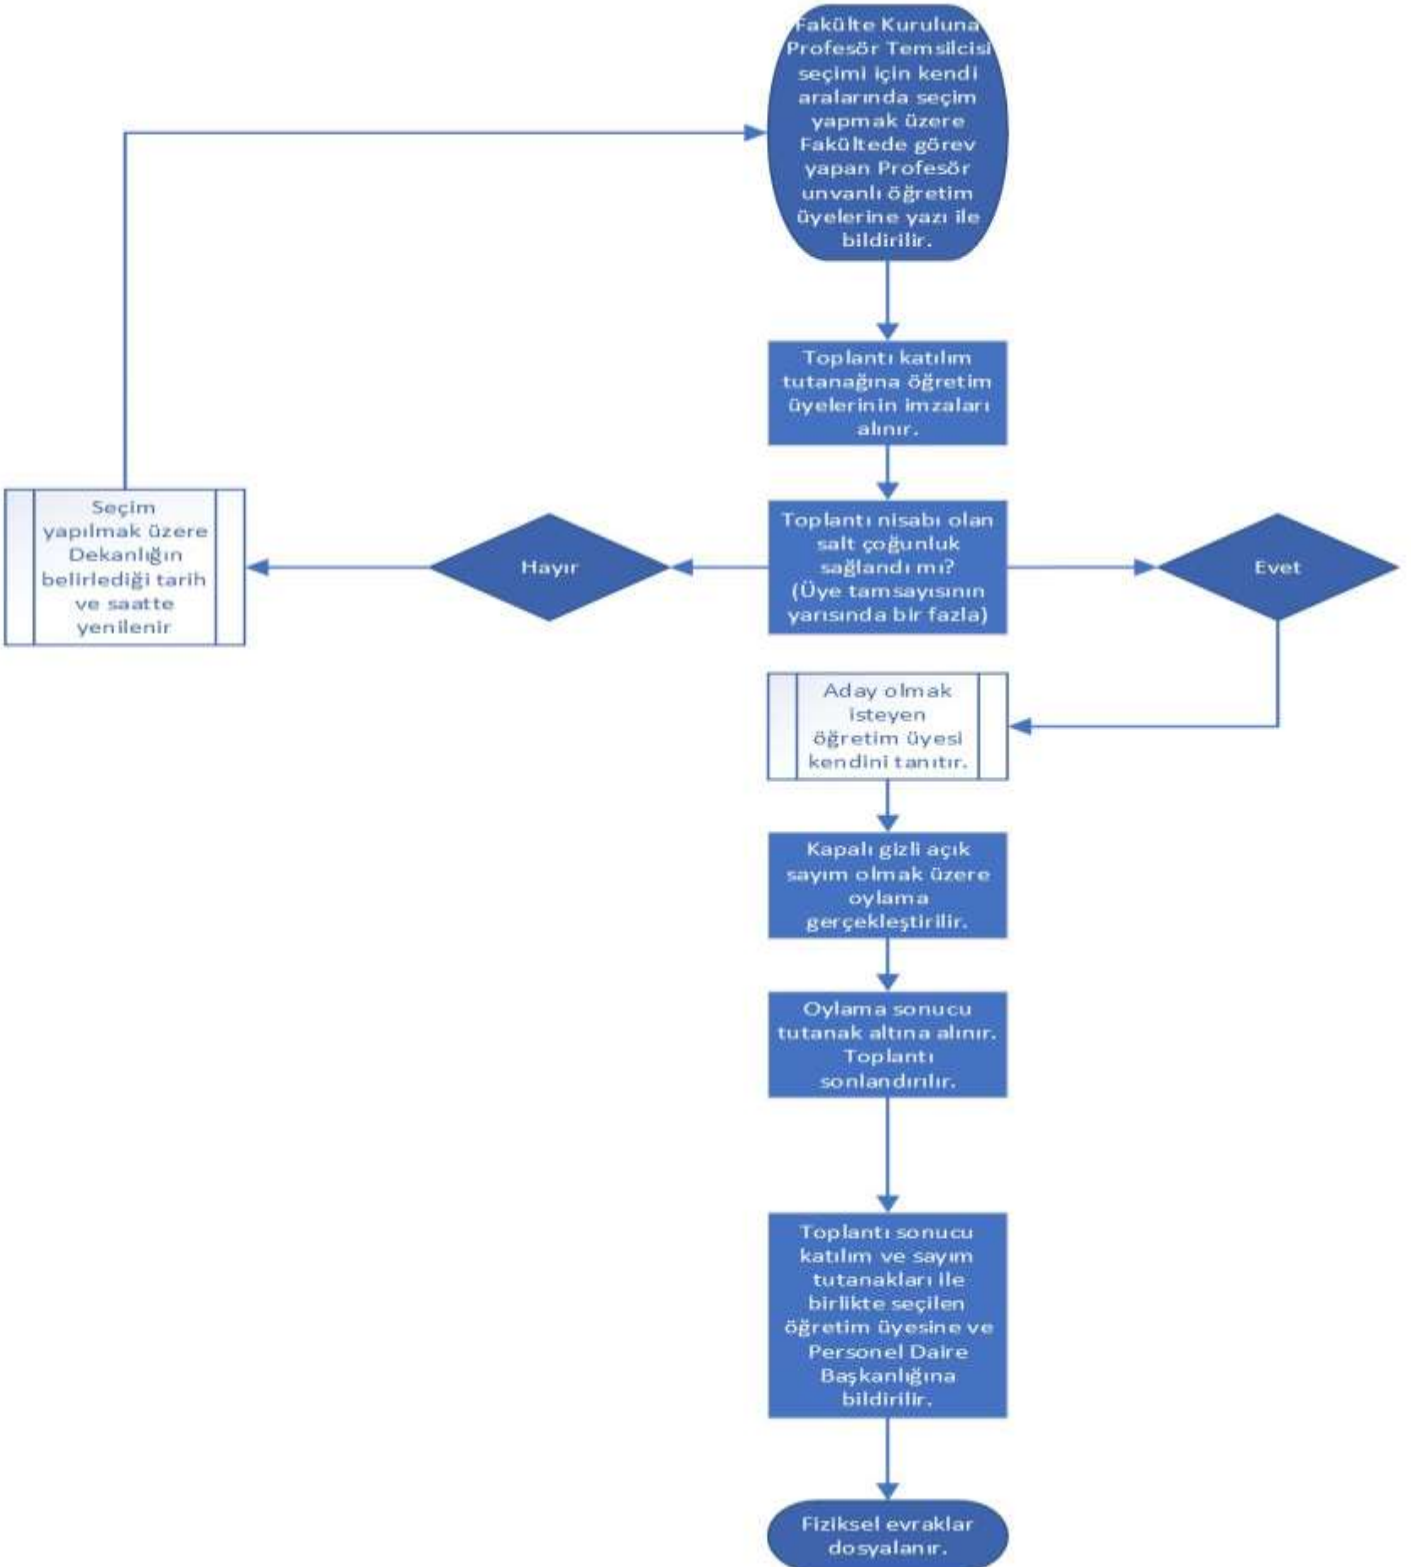 Fakülte Kuruluna
Profesör Temsilcisi
seçimi için kendi
aralarında seçim
yapmak üzere
Fakültede görev
yapan Profesör
unvanlı öğretim
üyelerine yazı ile
bildirilir.
Toplantı katılım
tutanağına öğretim
üyelerinin imzaları
alınır.
Seçim
yapılmak üzere
Dekanlığın
belirlediği tarih
ve saatte
yenilenir
Hayır
Toplantı nisabı olan
salt çoğunluk
sağlandı mı?
(Üye tamsayısının
yarısında bir fazla)
Evet
Aday olmak
isteyen
öğretim üyesi
kendini tanıtır.
Kapalı gizli açık
sayım olmak üzere
oylama
gerçekleştirilir.
Oylama sonucu
tutanak altına alınır.
Toplantı
sonlandırılır.
Toplantı sonucu
katılım ve sayım
tutanakları ile
birlikte seçilen
öğretim üyesine ve
Personel Daire
Başkanlığına
bildirilir.
Fiziksel evraklar
dosyalanır.